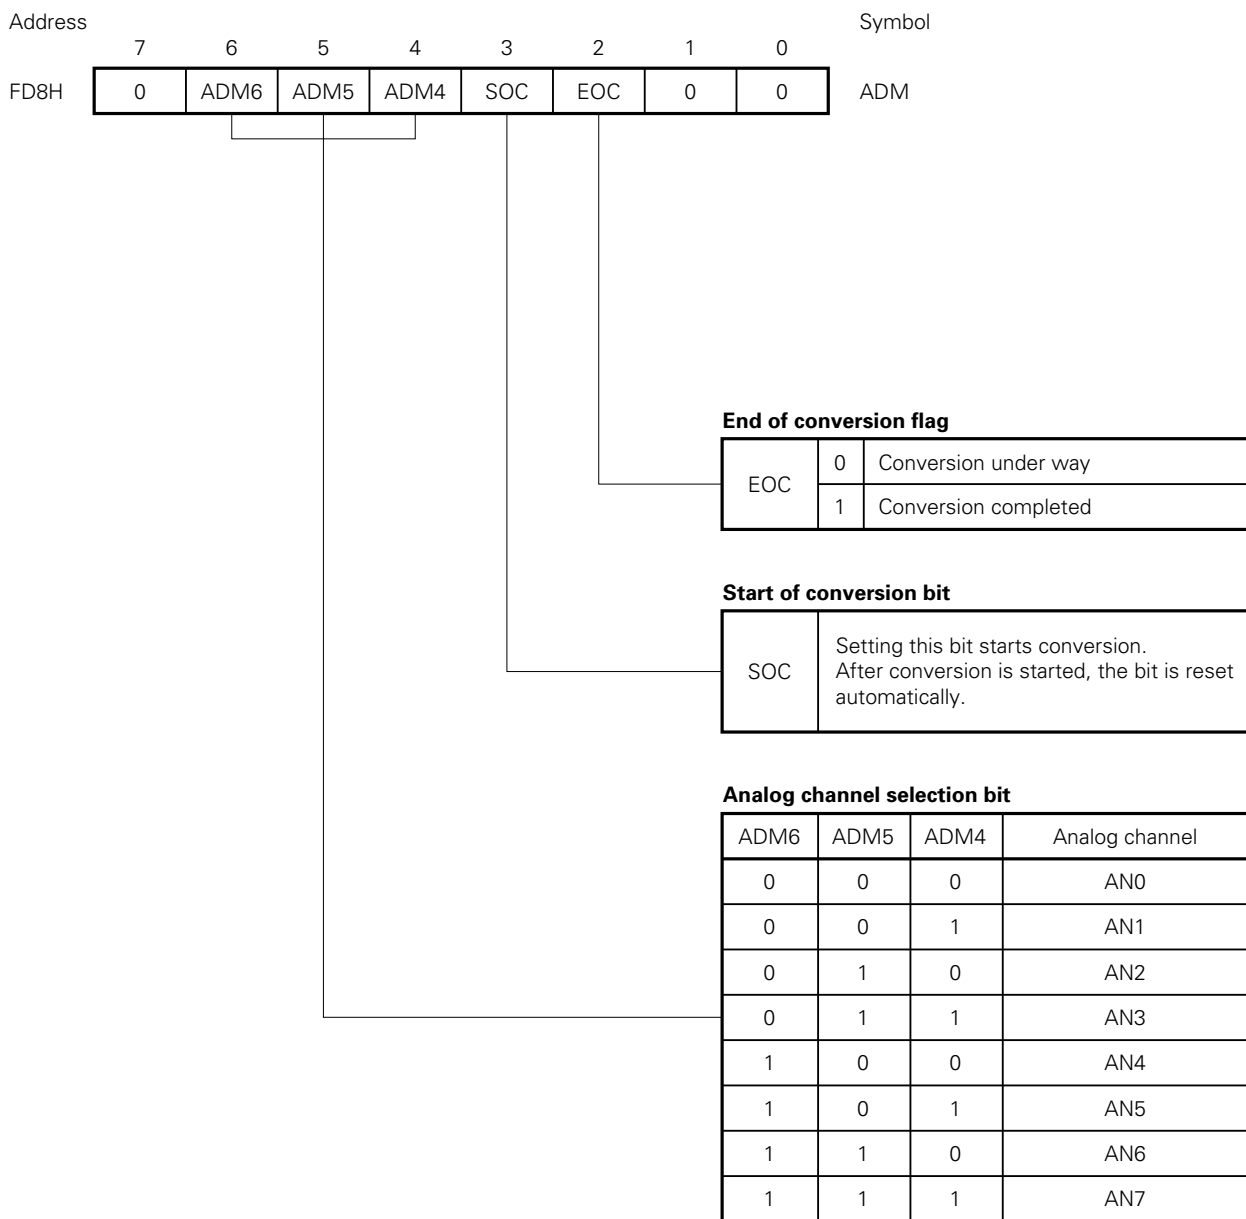 Address Symbol
7 6 5 4 3 2 1 0
FD8H 0 ADM6 ADM5 ADM4 SOC EOC 0 0 ADM
End of conversion flag
EOC
0 Conversion under way
1 Conversion completed
Start of conversion bit
SOC
Setting this bit starts conversion.
After conversion is started, the bit is reset
automatically.
Analog channel selection bit
ADM6 ADM5 ADM4 Analog channel
0 0 0 AN0
0 0 1 AN1
0 1 0 AN2
0 1 1 AN3
1 0 0 AN4
1 0 1 AN5
1 1 0 AN6
1 1 1 AN7